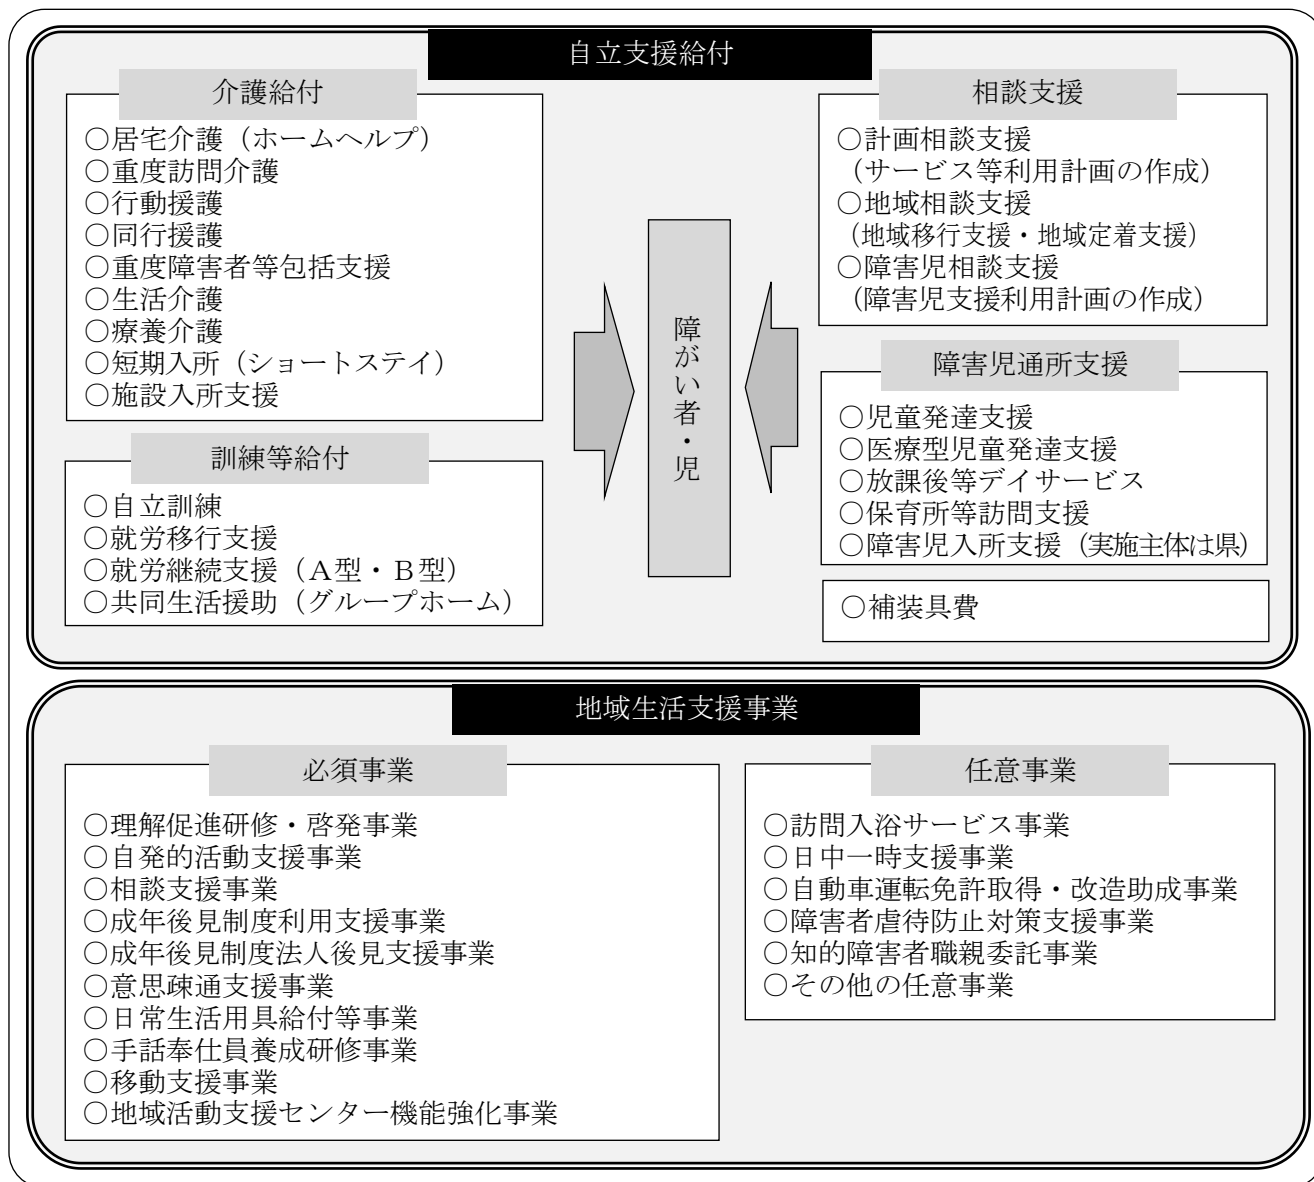 自立支援給付
介護給付
○居宅介護（ホームヘルプ）
○重度訪問介護
○行動援護
○同行援護
○重度障害者等包括支援
○生活介護
○療養介護
○短期入所（ショートステイ）
○施設入所支援
訓練等給付
○自立訓練
○就労移行支援
○就労継続支援（Ａ型・Ｂ型）
○共同生活援助（グループホーム）
障がい者・児
相談支援
○計画相談支援
（サービス等利用計画の作成）
○地域相談支援
（地域移行支援・地域定着支援）
○障害児相談支援
（障害児支援利用計画の作成）
障害児通所支援
○児童発達支援
○医療型児童発達支援
○放課後等デイサービス
○保育所等訪問支援
○障害児入所支援（実施主体は県）
○補装具費
地域生活支援事業
必須事業
○理解促進研修・啓発事業
○自発的活動支援事業
○相談支援事業
○成年後見制度利用支援事業
○成年後見制度法人後見支援事業
○意思疎通支援事業
○日常生活用具給付等事業
○手話奉仕員養成研修事業
○移動支援事業
○地域活動支援センター機能強化事業
任意事業
○訪問入浴サービス事業
○日中一時支援事業
○自動車運転免許取得・改造助成事業
○障害者虐待防止対策支援事業
○知的障害者職親委託事業
○その他の任意事業